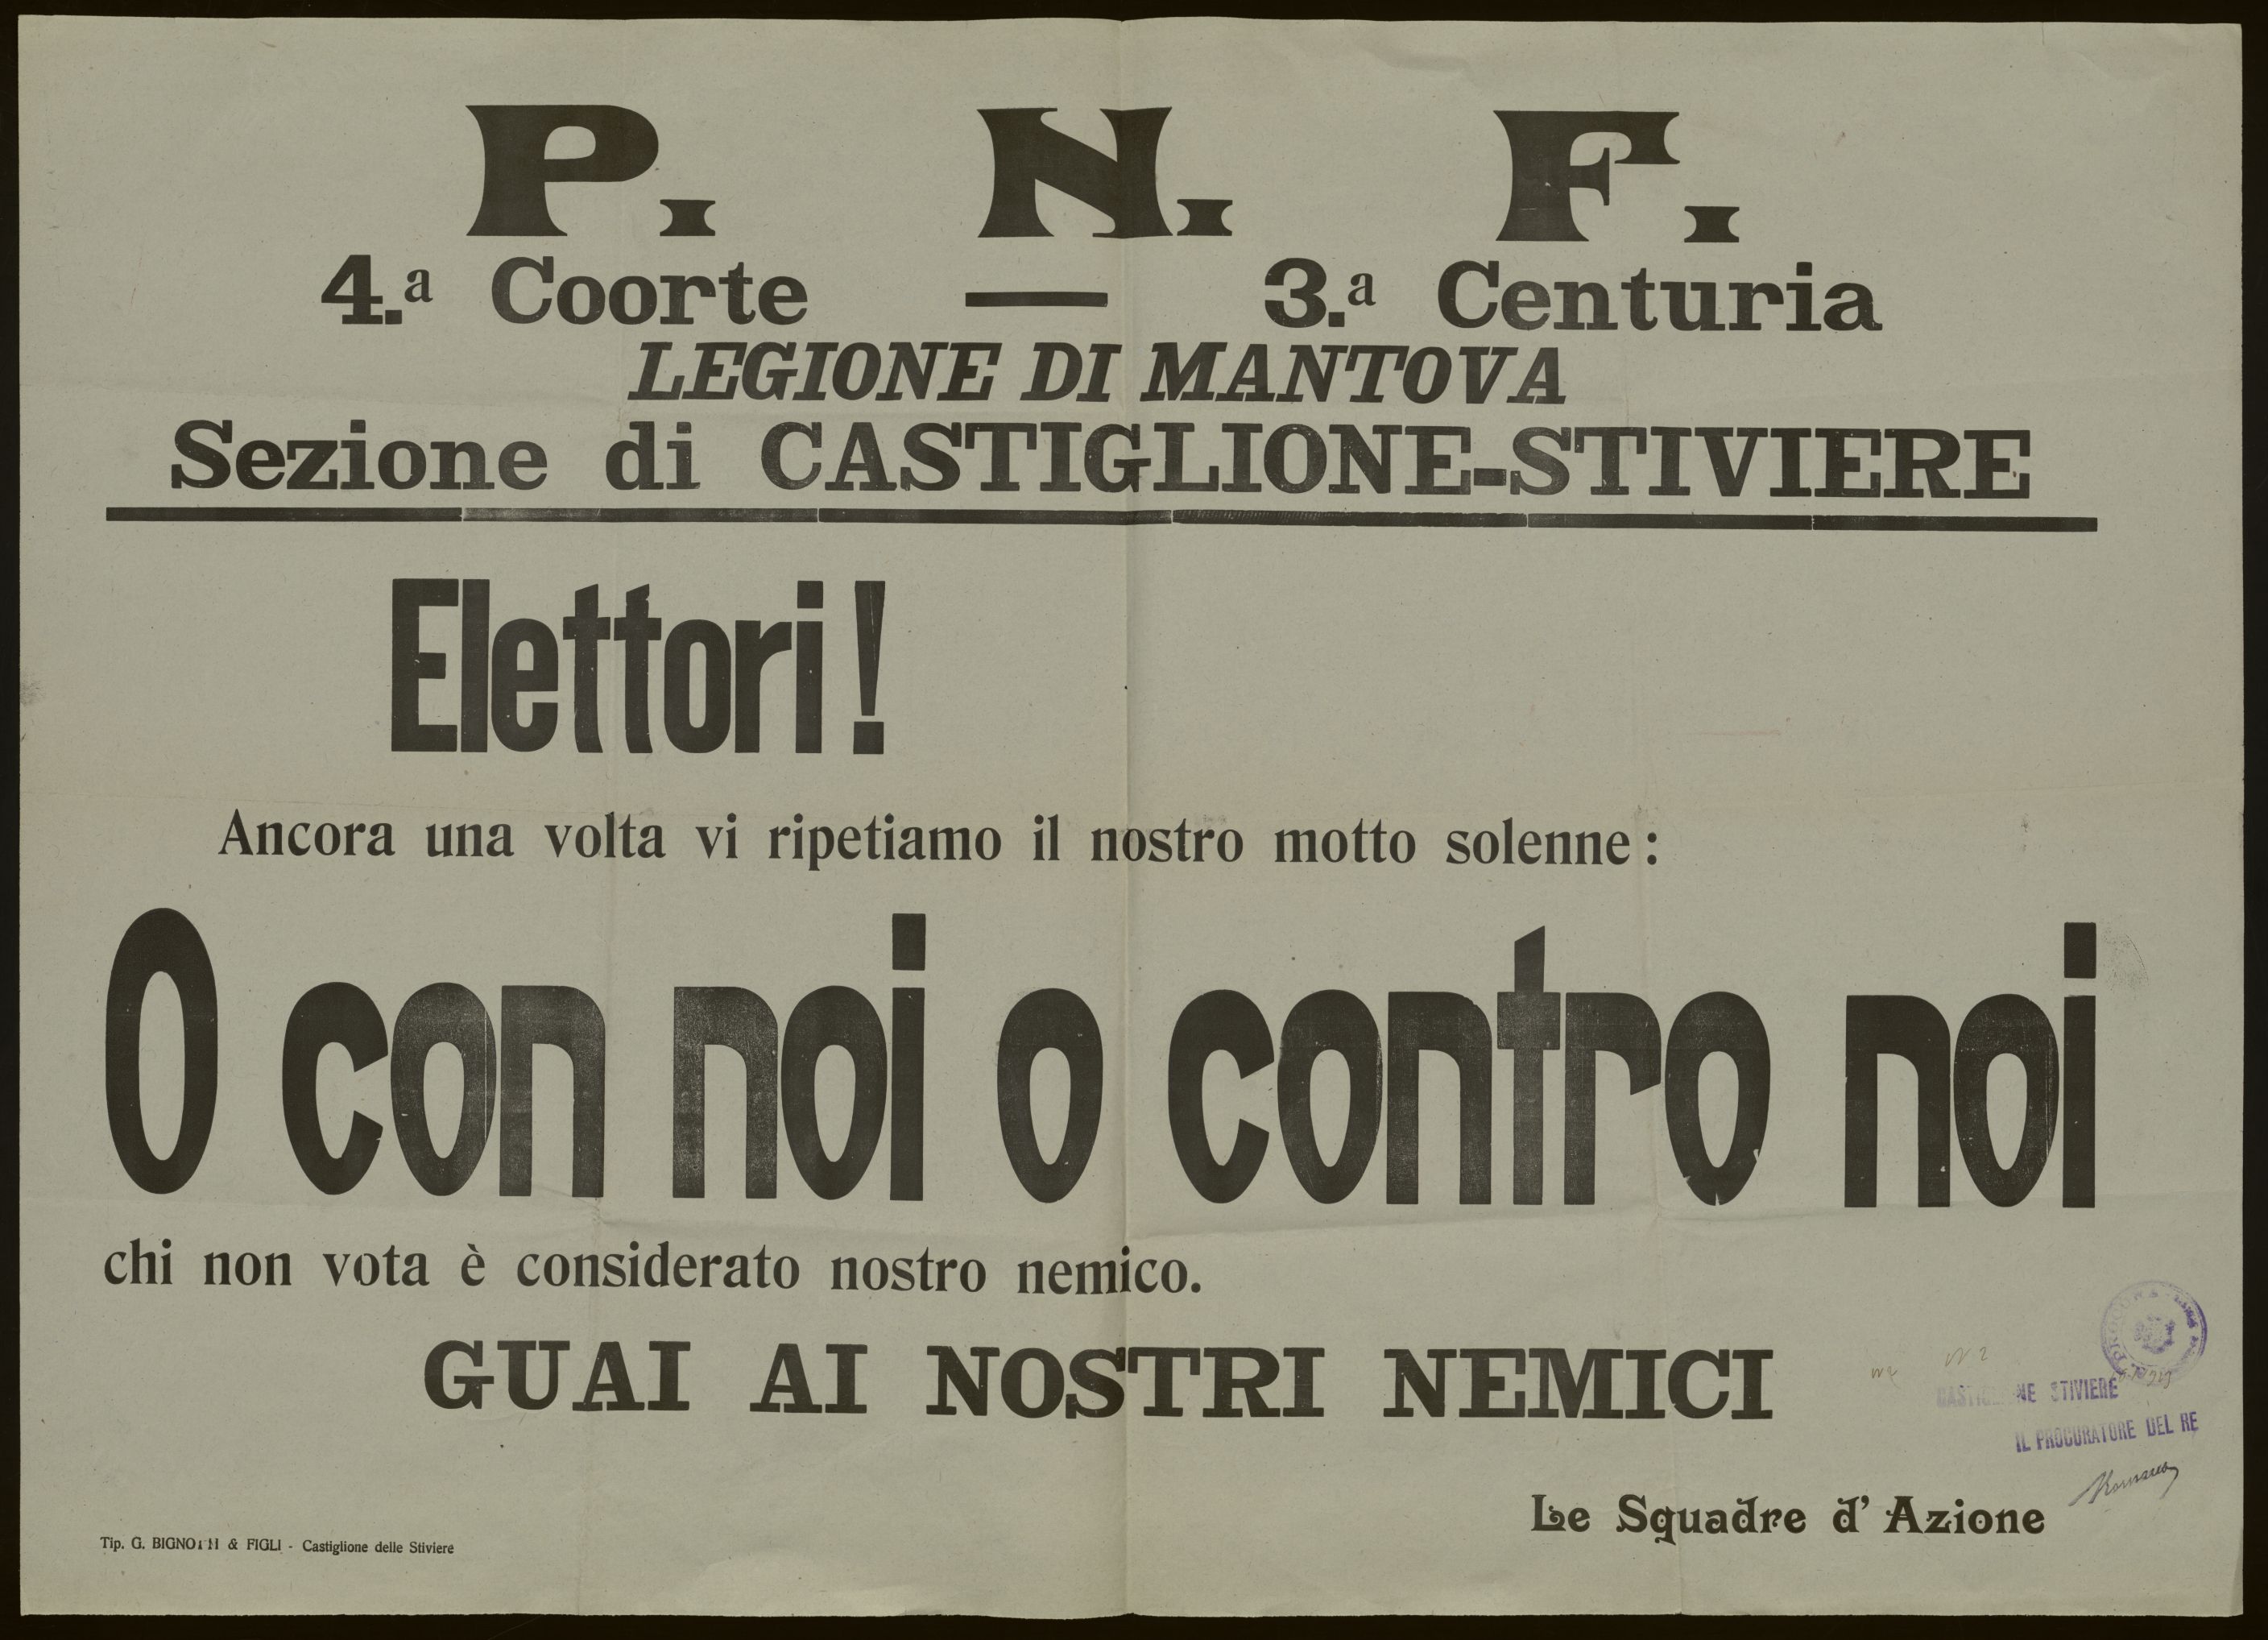 P. N. F.
4.ª Coorte — 3.ª Centuria
LEGIONE DI MANTOVA
Sezione di CASTIGLIONE-STIVIERE
Elettori!
Ancora una volta vi ripetiamo il nostro motto solenne:
O con noi o contro noi
chi non vota è considerato nostro nemico.
GUAI AI NOSTRI NEMICI
CASTIGLIONE STIVIERE
IL PROCURATORE DEL RE
Le Squadre d' Azione
Tip. G. BIGNOTTI & FIGLI - Castiglione delle Stiviere